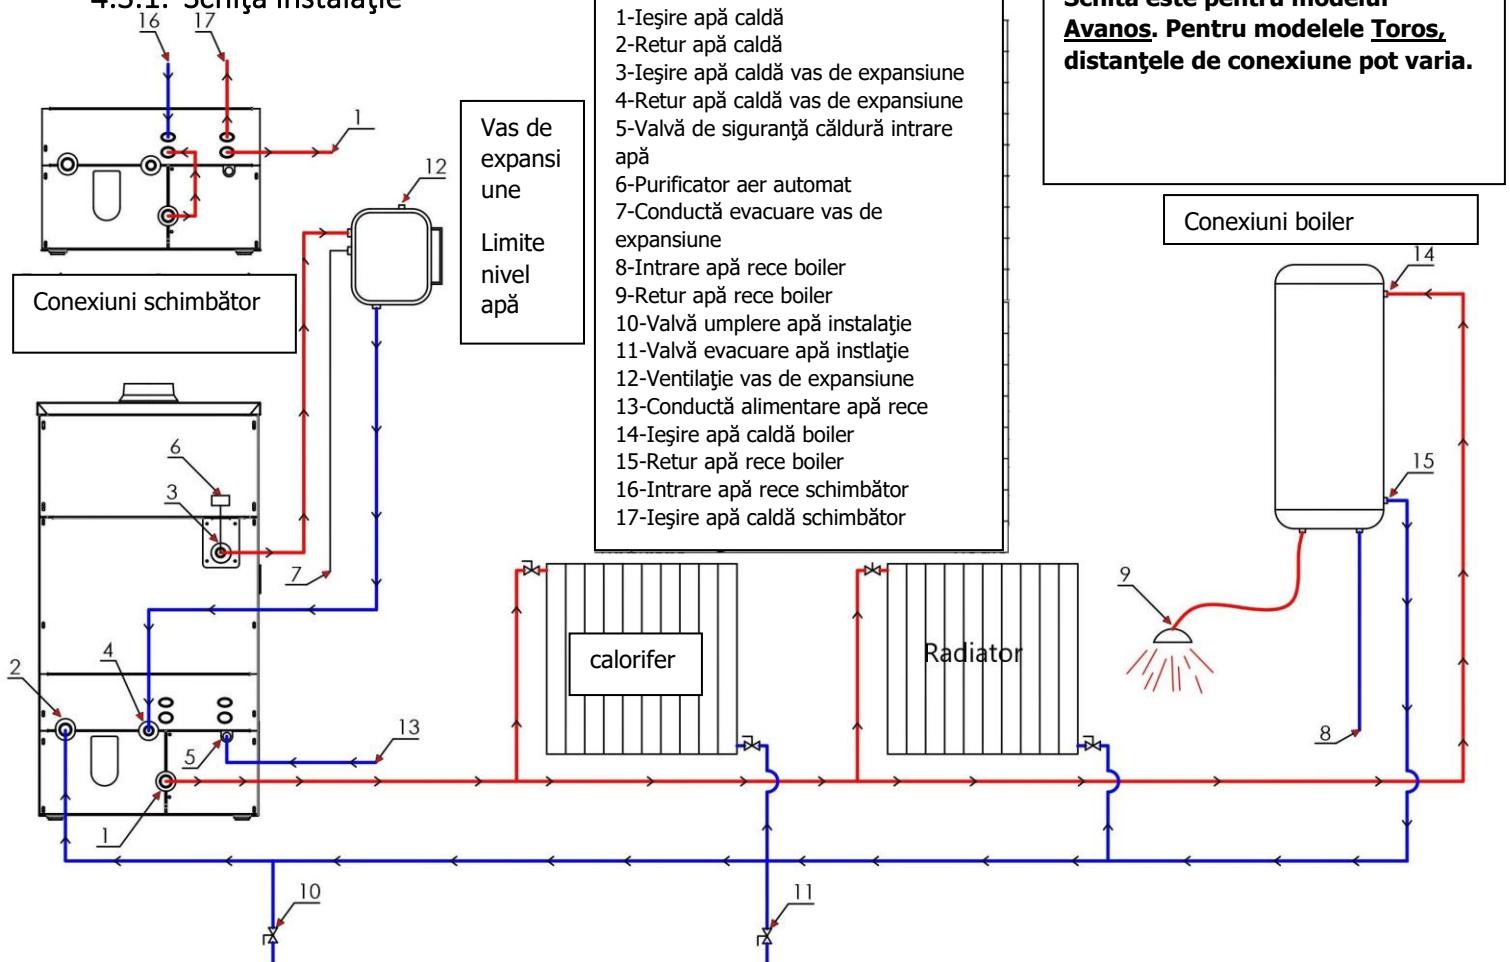 4.3.1. Schiţă instalaţie
1-Ieşire apă caldă
2-Retur apă caldă
3-Ieşire apă caldă vas de expansiune
4-Retur apă caldă vas de expansiune
5-Valvă de siguranţă căldură intrare
apă
6-Purificator aer automat
7-Conductă evacuare vas de
expansiune
8-Intrare apă rece boiler
9-Retur apă rece boiler
10-Valvă umplere apă instalaţie
11-Valvă evacuare apă instlaţie
12-Ventilaţie vas de expansiune
13-Conductă alimentare apă rece
14-Ieşire apă caldă boiler
15-Retur apă rece boiler
16-Intrare apă rece schimbător
17-Ieşire apă caldă schimbător
Schita este pentru modelul
Avanos. Pentru modelele Toros,
distanţele de conexiune pot varia.
16
17
1
12
Vas de
expansi
une
Limite
nivel
apă
Conexiuni schimbător
Conexiuni boiler
14
15
6
3
7
9
8
calorifer
Radiator
2
4
5
13
1
10
11